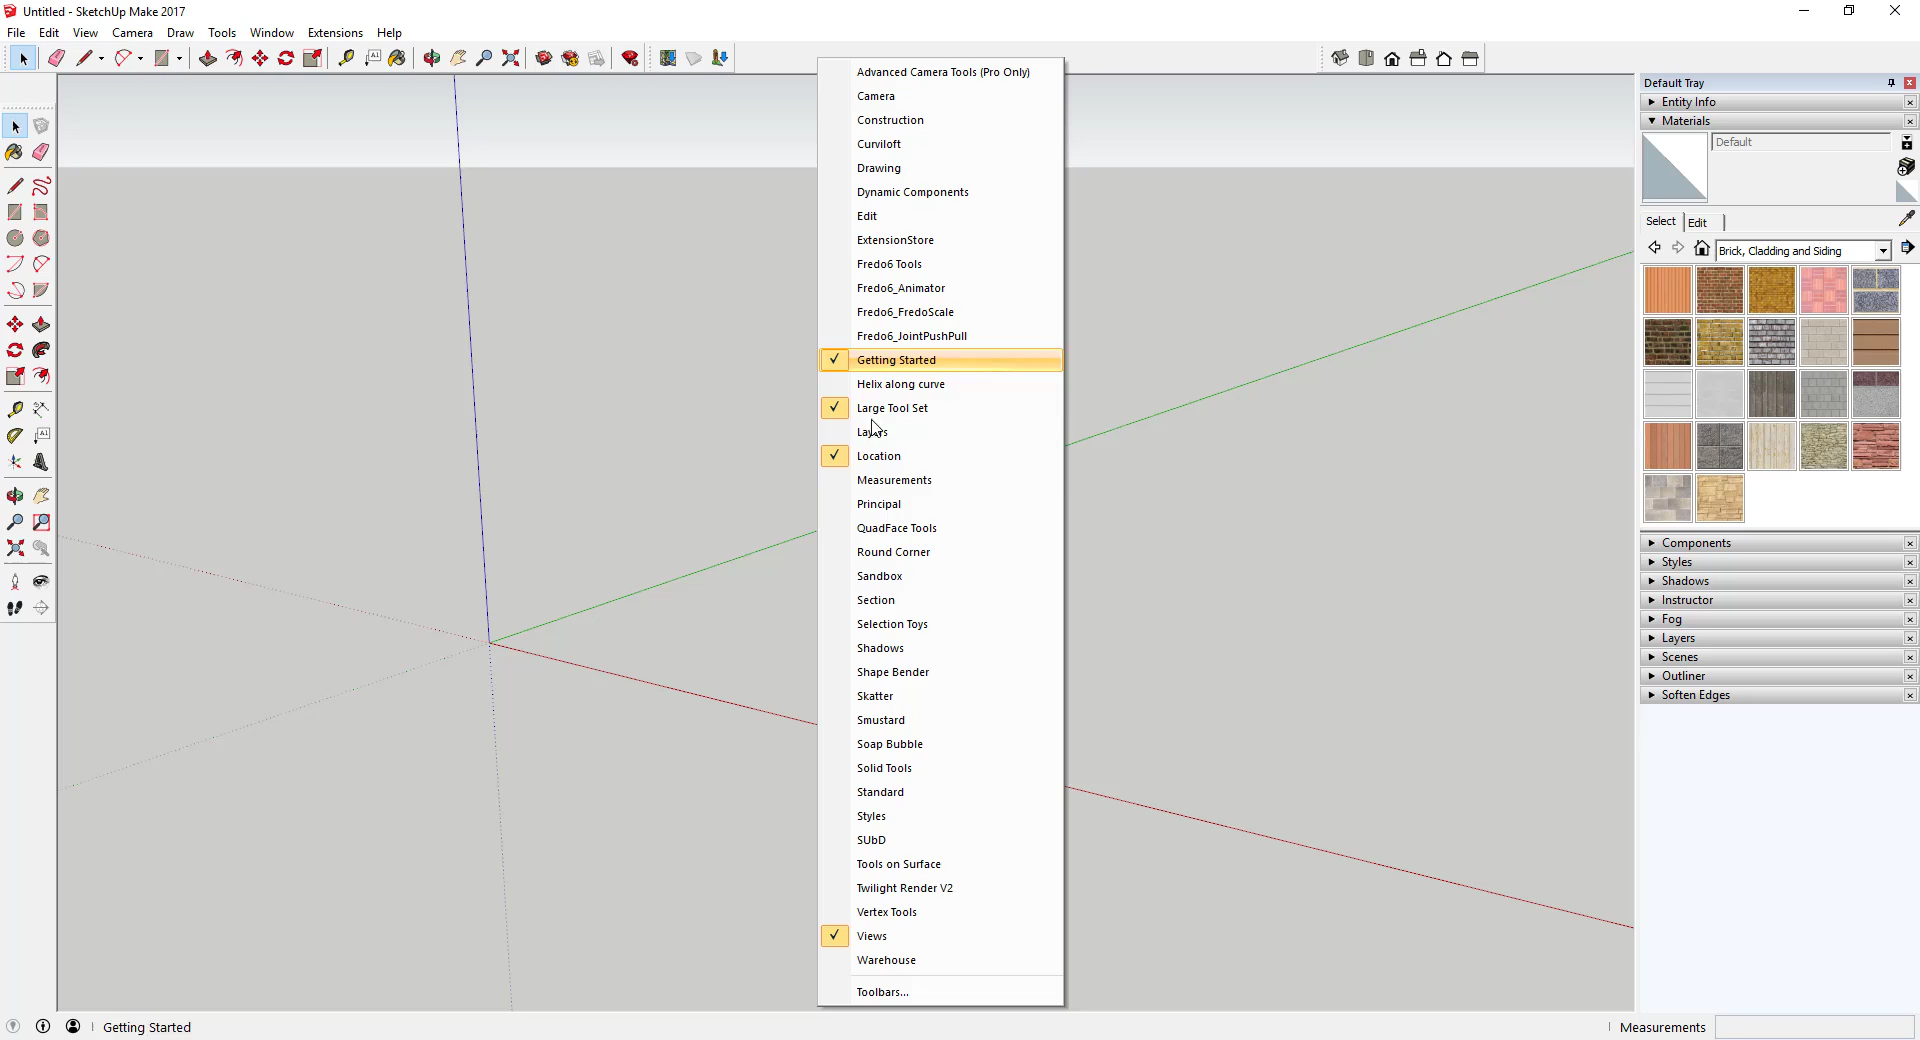 Untitled - SketchUp Make 2017
File Edit View Camera Draw Tools Window Extensions Help
Advanced Camera Tools (Pro Only)
Camera
Construction
Curviloft
Drawing
Dynamic Components
Edit
ExtensionStore
Fredo6 Tools
Fredo6_Animator
Fredo6_FredoScale
Fredo6_JointPushPull
Getting Started
Helix along curve
Large Tool Set
Layers
Location
Measurements
Principal
QuadFace Tools
Round Corner
Sandbox
Section
Selection Toys
Shadows
Shape Bender
Skatter
Smustard
Soap Bubble
Solid Tools
Standard
Styles
SUbD
Tools on Surface
Twilight Render V2
Vertex Tools
Views
Warehouse
Toolbars...
Default Tray
Entity Info
Materials
Default
Select Edit
Brick, Cladding and Siding
Components
Styles
Shadows
Instructor
Fog
Layers
Scenes
Outliner
Soften Edges
Getting Started
Measurements